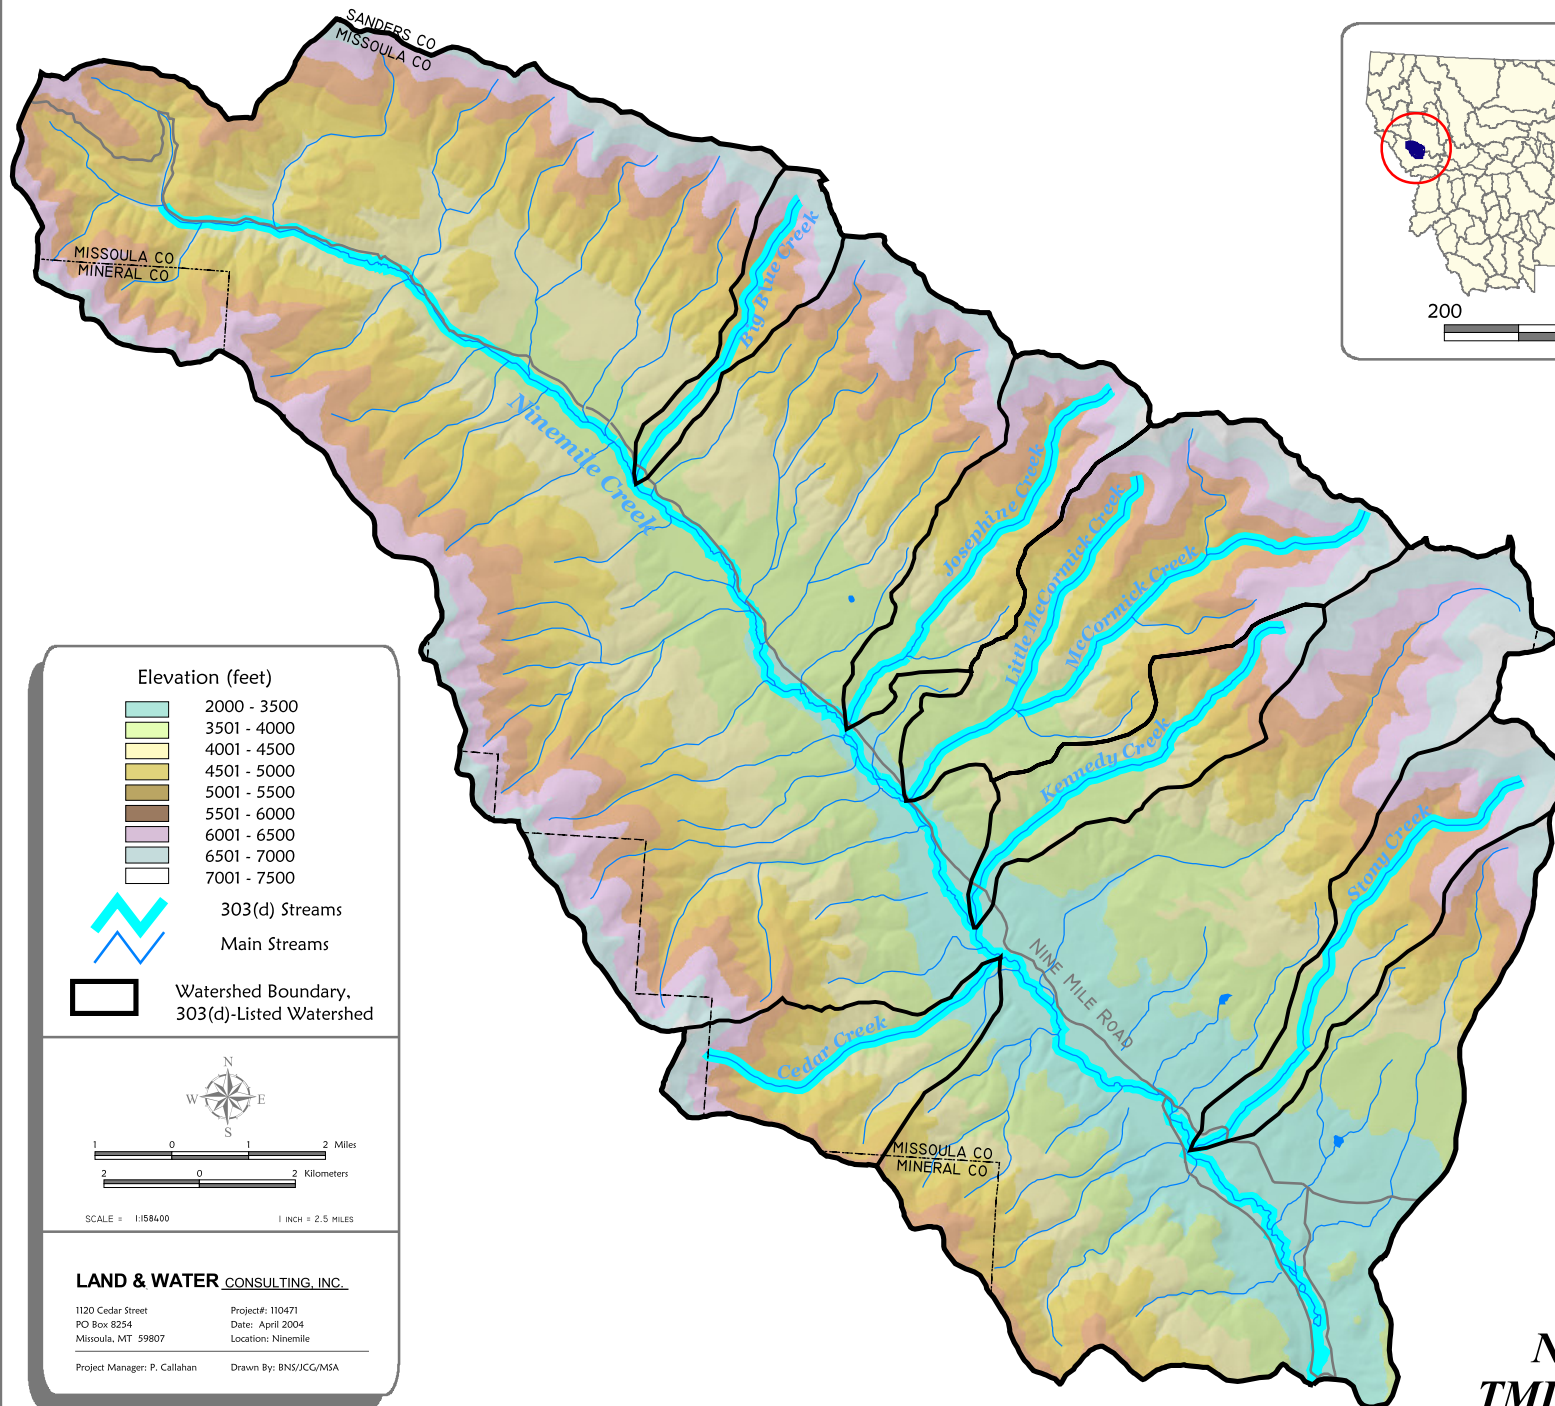 SANDERS CO
MISSOULA CO
200
Big Blue Creek
MISSOULA CO
MINERAL CO
Ninemile Creek
Josephine Creek
Little McCormick Creek
McCormick Creek
Kennedy Creek
Stony Creek
NINE MILE ROAD
Cedar Creek
MISSOULA CO
MINERAL CO
Elevation (feet)
2000 - 3500
3501 - 4000
4001 - 4500
4501 - 5000
5001 - 5500
5501 - 6000
6001 - 6500
6501 - 7000
7001 - 7500
303(d) Streams
Main Streams
Watershed Boundary,
303(d)-Listed Watershed
N
W E
S
1 0 1 2 Miles
2 0 2 Kilometers
SCALE = 1:158400 1 INCH = 2.5 MILES
LAND & WATER CONSULTING, INC.
1120 Cedar Street Project#: 110471
PO Box 8254 Date: April 2004
Missoula, MT 59807 Location: Ninemile
Project Manager: P. Callahan Drawn By: BNS/JCG/MSA